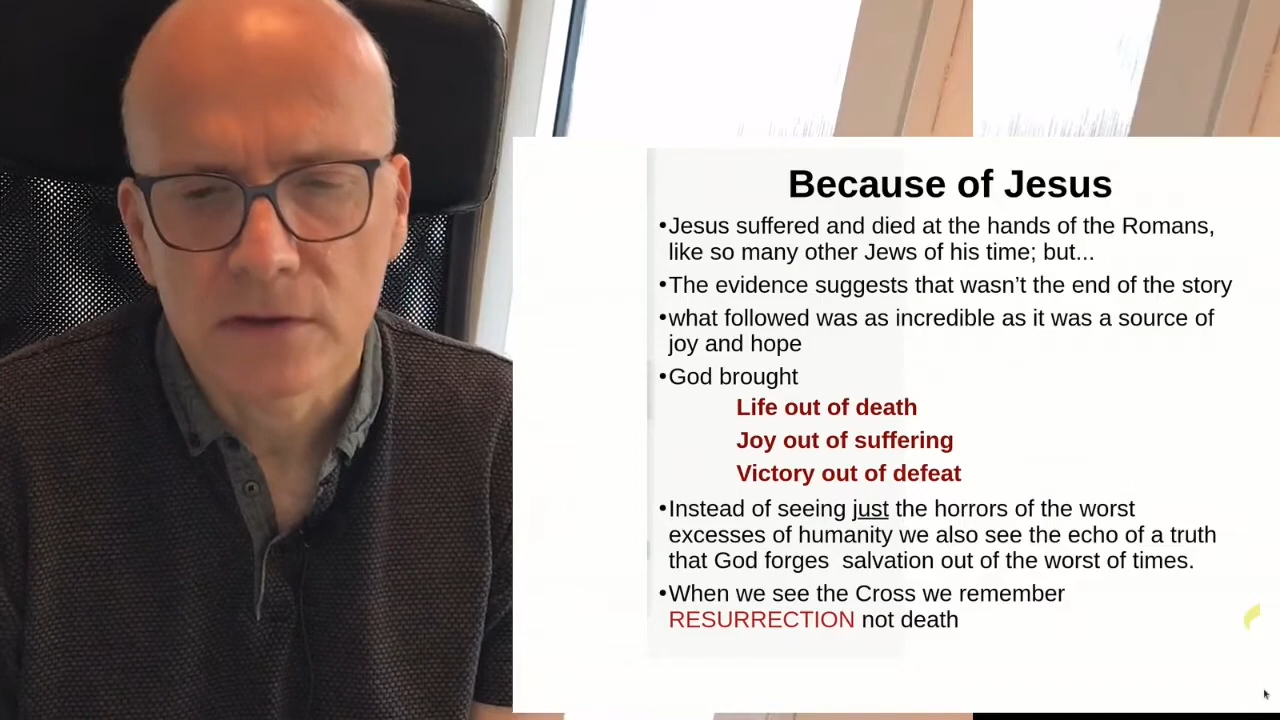 Because of Jesus
•Jesus suffered and died at the hands of the Romans,
like so many other Jews of his time; but...
•The evidence suggests that wasn’t the end of the story
•what followed was as incredible as it was a source of
joy and hope
•God brought
Life out of death
Joy out of suffering
Victory out of defeat
•Instead of seeing just the horrors of the worst
excesses of humanity we also see the echo of a truth
that God forges  salvation out of the worst of times.
•When we see the Cross we remember
RESURRECTION not death